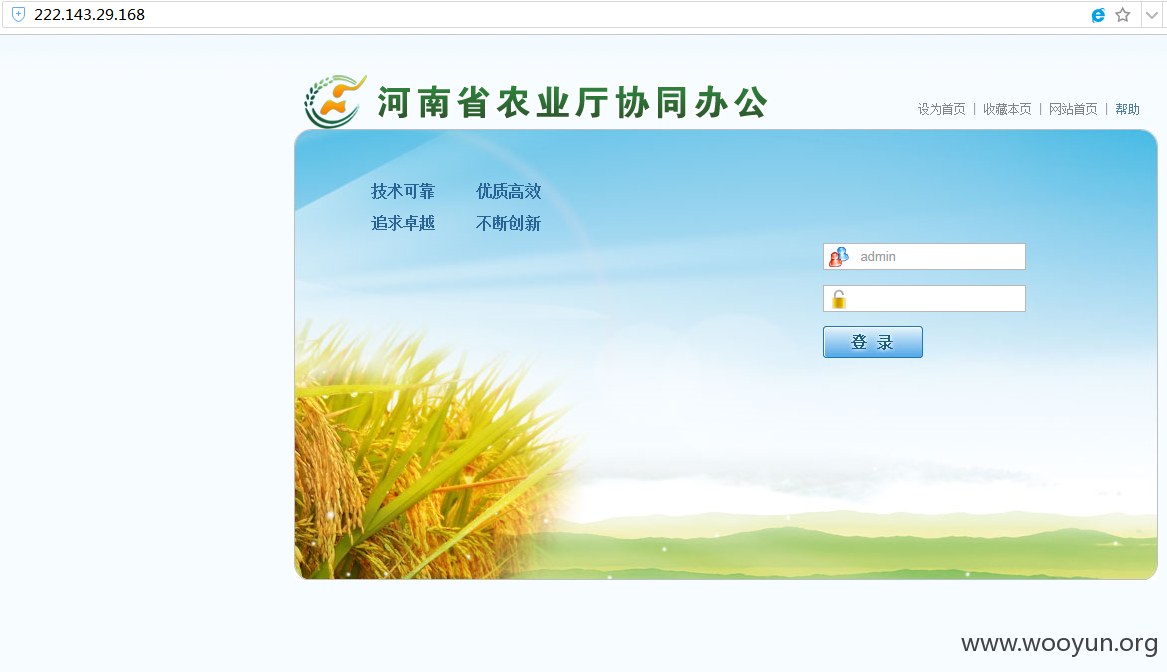 222.143.29.168
河南省农业厅协同办公
设为首页 | 收藏本页 | 网站首页 | 帮助
技术可靠 优质高效
追求卓越 不断创新
admin
登 录
www.wooyun.org